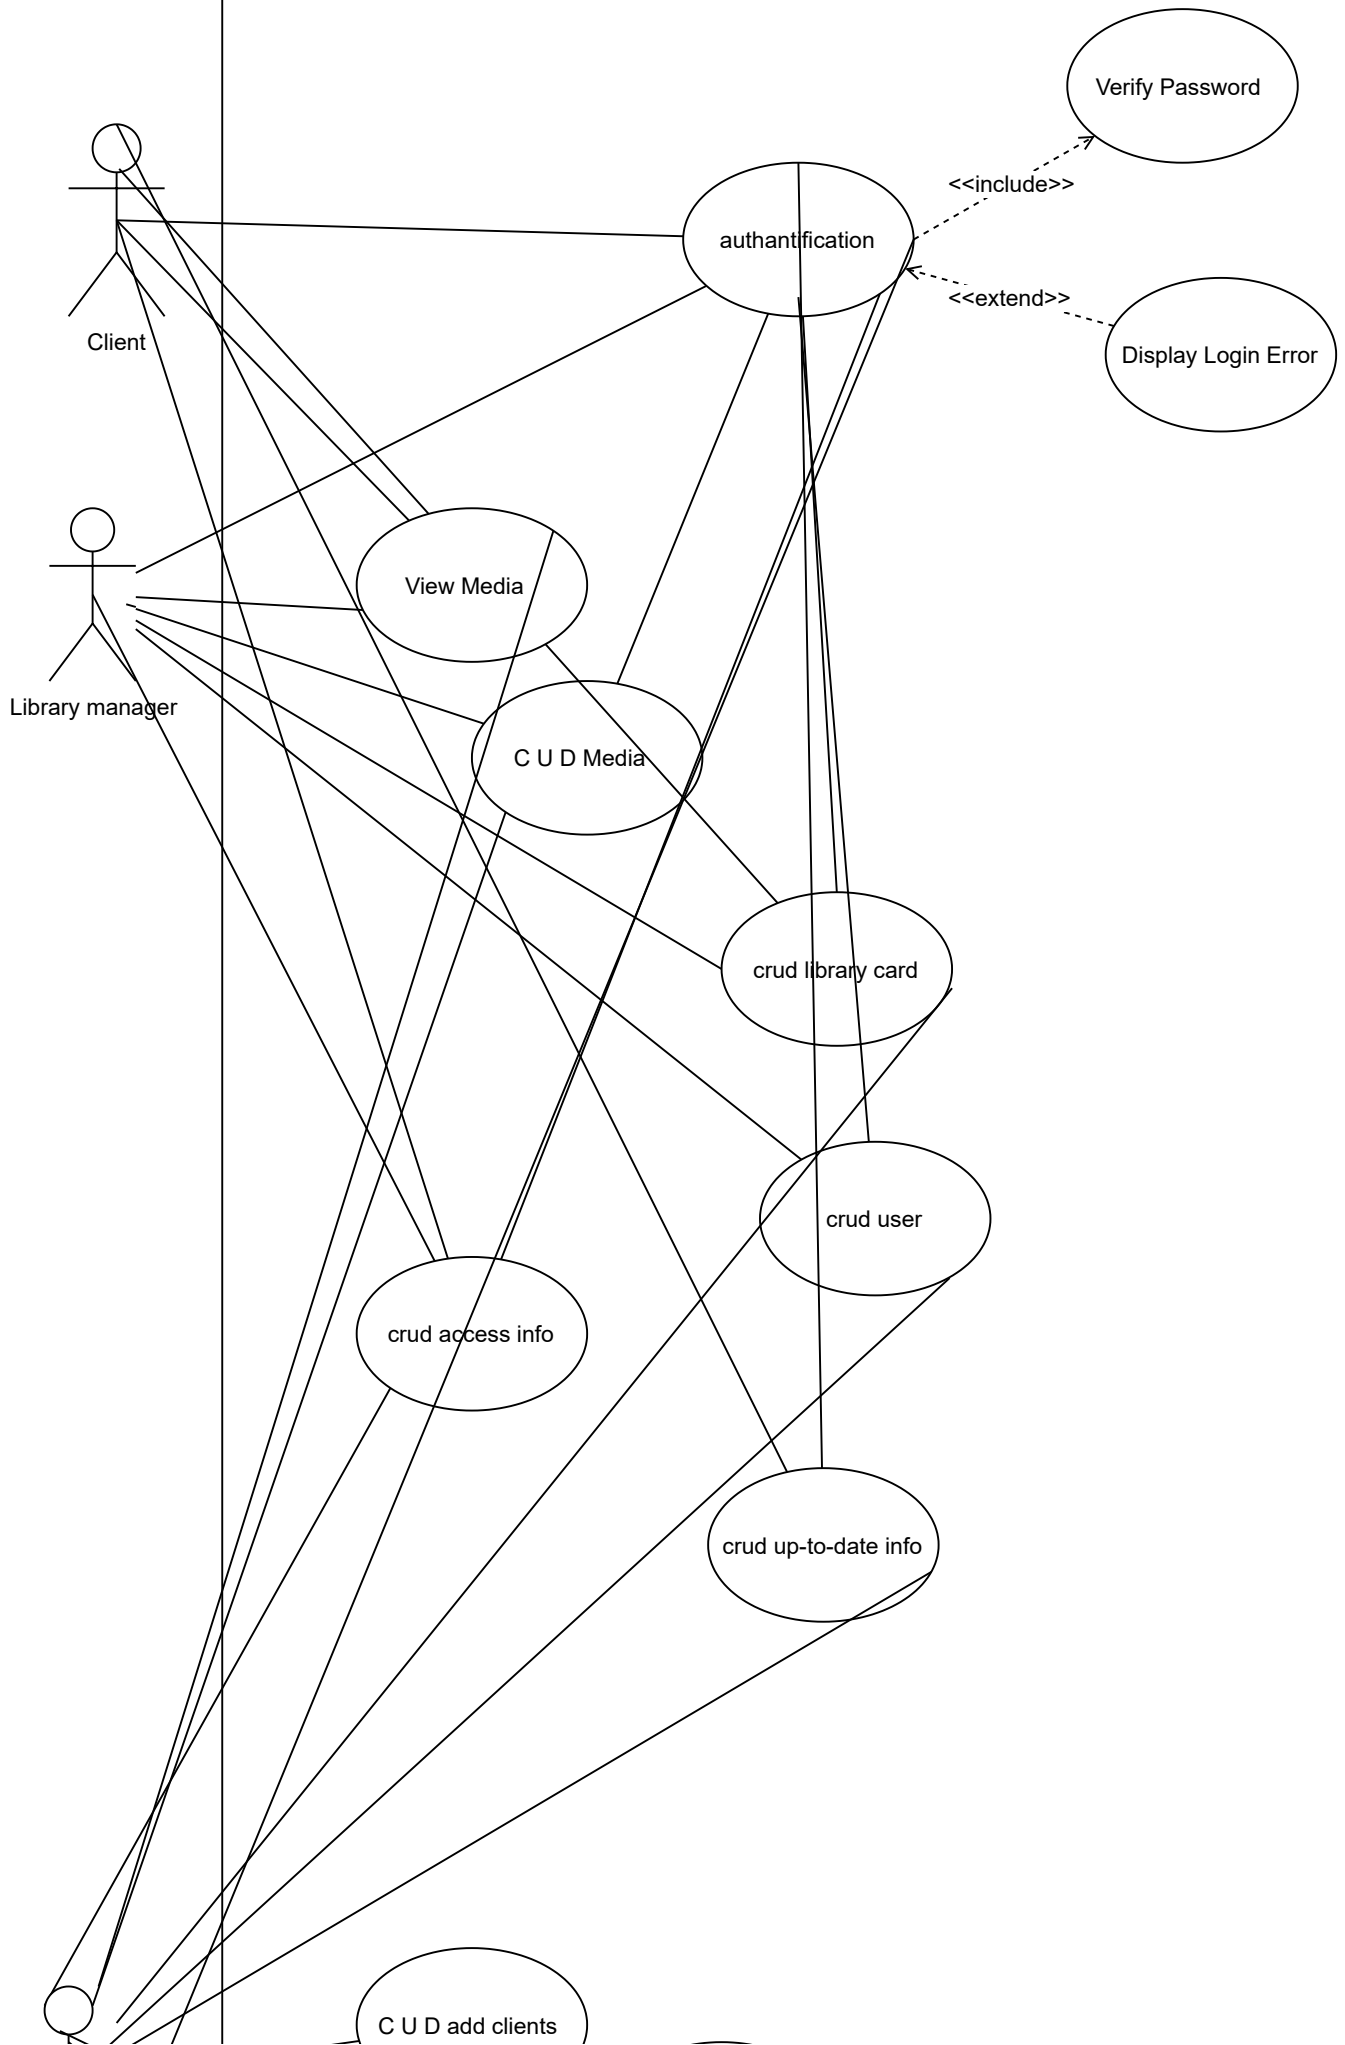 Verify Password
<<include>>
authantification
<<extend>>
Client
Display Login Error
View Media
Library manager
C U D Media
crud library card
crud user
crud access info
crud up-to-date info
C U D add clients